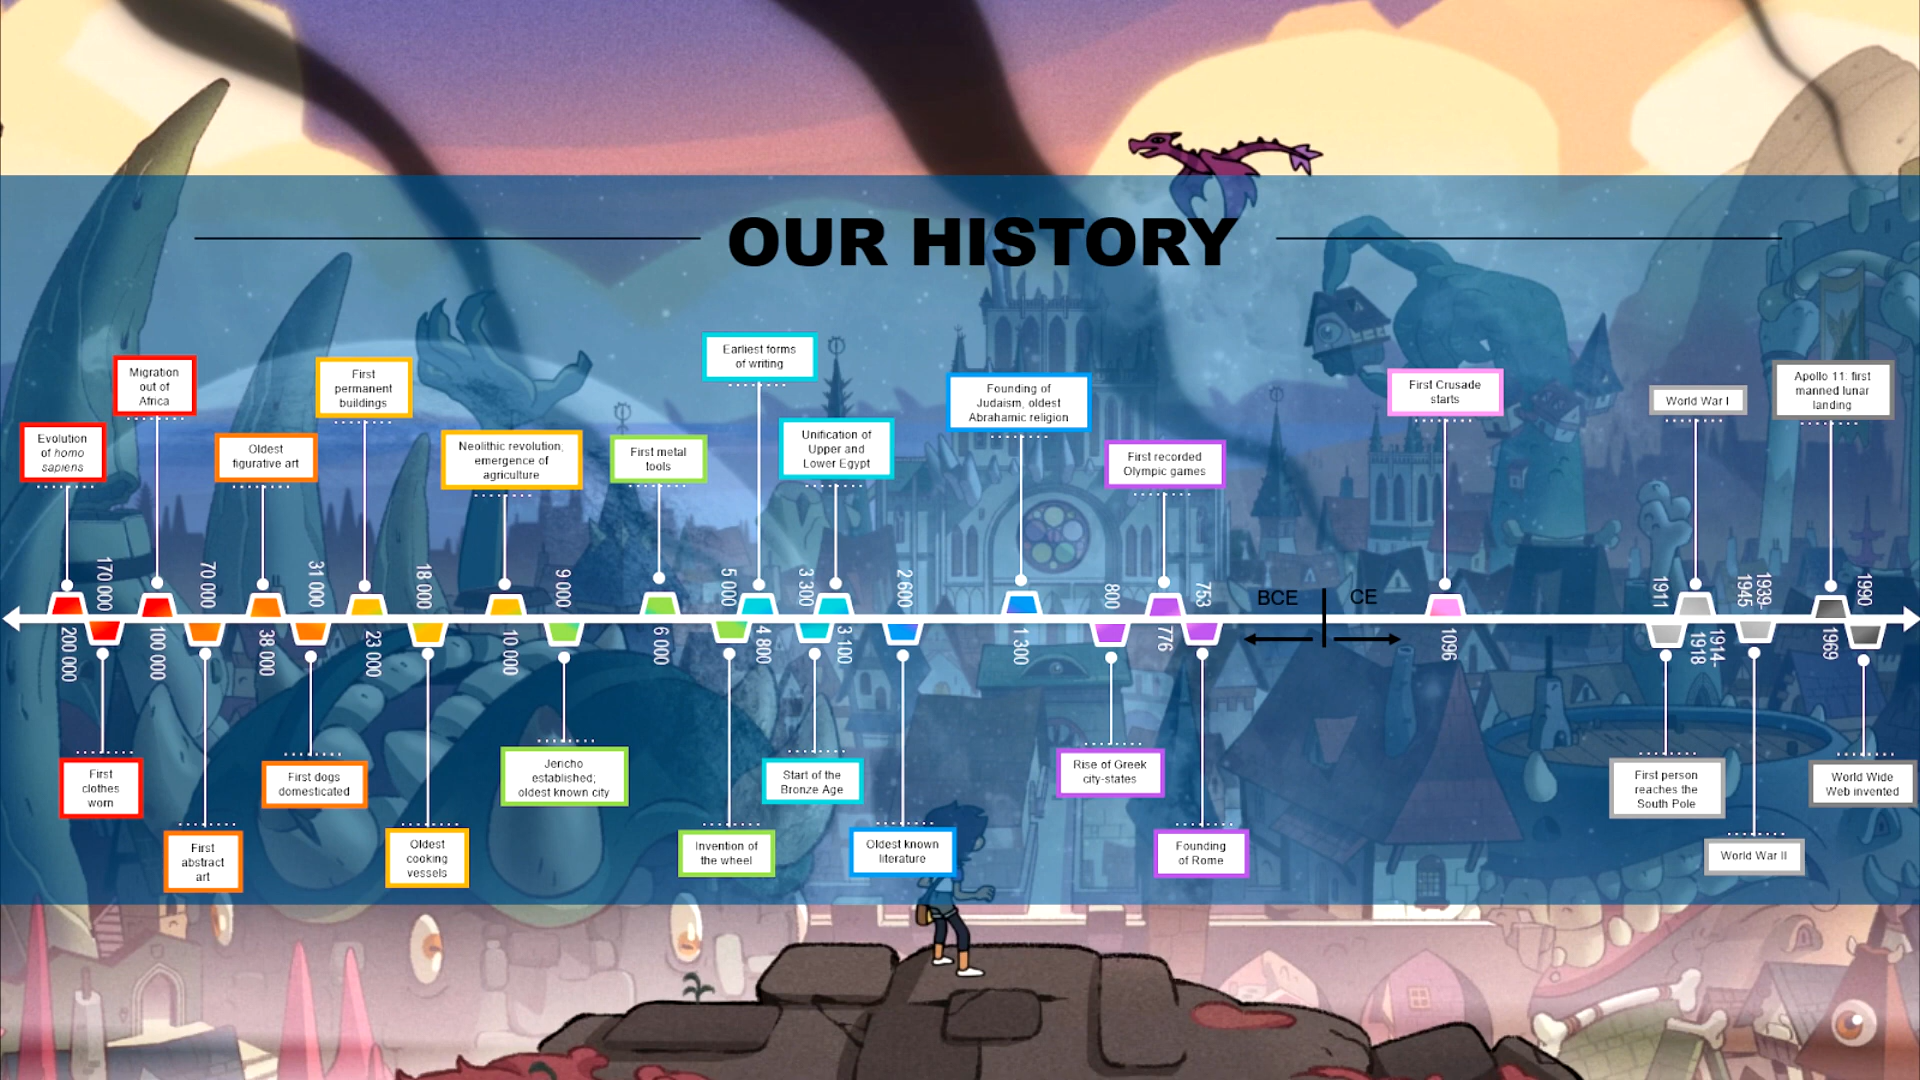 OUR HISTORY
Earliest forms
of writing
Migration
out of
Africa
First
permanent
buildings
Apollo 11: first
manned lunar
landing
Founding of
Judaism, oldest
Abrahamic religion
First Crusade
starts
World War I
Evolution
of homo
sapiens
Oldest
figurative art
Neolithic revolution,
emergence of
agriculture
First metal
tools
Unification of
Upper and
Lower Egypt
First recorded
Olympic games
170 000
70 000
31 000
18 000
9 000
5 000
3 300
2 600
800
753
BCE
CE
1911
1939-
1945
1990
200 000
100 000
38 000
23 000
10 000
6 000
4 800
3 100
1 300
776
1096
1914-
1918
1969
First
clothes
worn
First dogs
domesticated
Jericho
established;
oldest known city
Start of the
Bronze Age
Rise of Greek
city-states
First person
reaches the
South Pole
World Wide
Web invented
First
abstract
art
Oldest
cooking
vessels
Invention of
the wheel
Oldest known
literature
Founding
of Rome
World War II